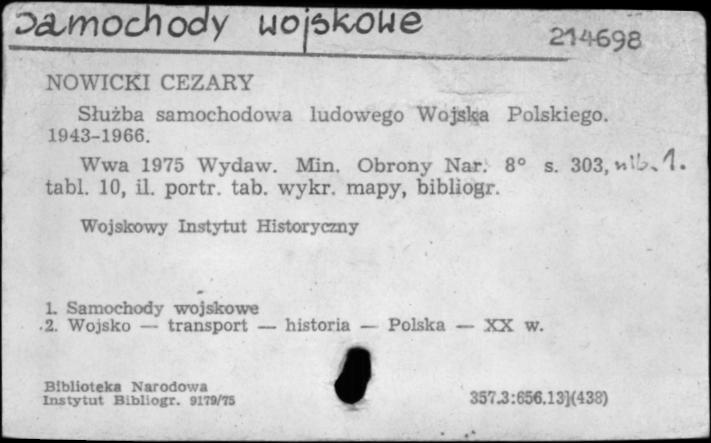 Samochody wojskowe
214698
NOWICKI CEZARY
Służba samochodowa ludowego Wojska Polskiego.
1943-1966.
Wwa 1975 Wydaw. Min. Obrony Nar. 8° s. 303, nlb. 1.
tabl. 10, il. portr. tab. wykr. mapy, bibliogr.
Wojskowy Instytut Historyczny
1. Samochody wojskowe
2. Wojsko — transport — historia — Polska — XX w.
Biblioteka Narodowa
Instytut Bibliogr. 9179/75
357.3:656.13](438)